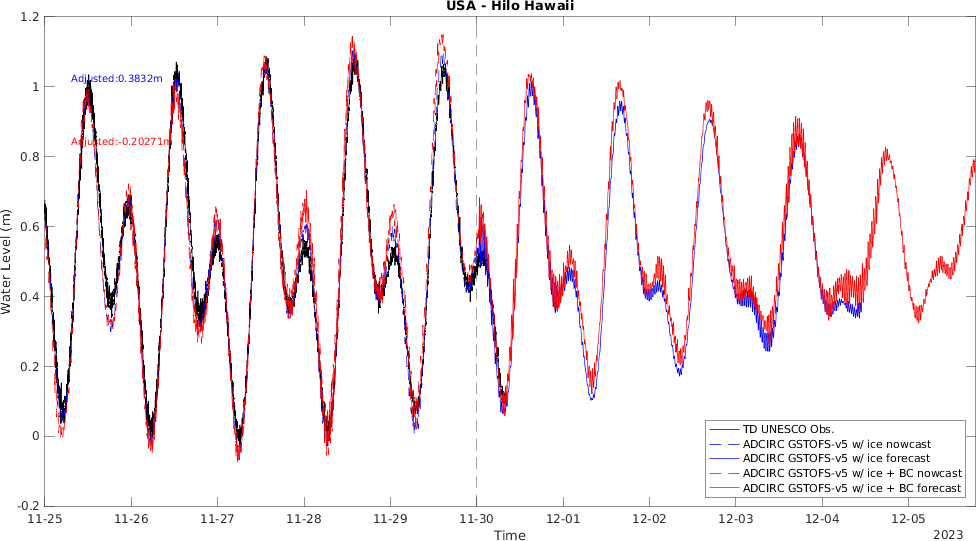 USA - Hilo Hawaii
1.2
1
0.8
0.6
0.4
0.2
0
-0.2
Water Level (m)
Adjusted:0.3832m
Adjusted:-0.20271m
TD UNESCO Obs.
ADCIRC GSTOFS-v5 w/ ice nowcast
ADCIRC GSTOFS-v5 w/ ice forecast
ADCIRC GSTOFS-v5 w/ ice + BC nowcast
ADCIRC GSTOFS-v5 w/ ice + BC forecast
11-25 11-26 11-27 11-28 11-29 11-30 12-01 12-02 12-03 12-04 12-05
Time
2023